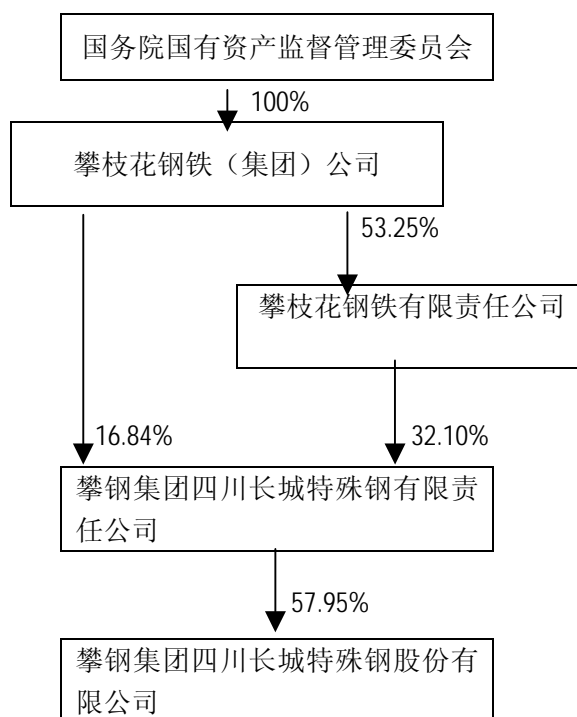 国务院国有资产监督管理委员会
100%
攀枝花钢铁（集团）公司
53.25%
攀枝花钢铁有限责任公司
16.84%
32.10%
攀钢集团四川长城特殊钢有限责
任公司
57.95%
攀钢集团四川长城特殊钢股份有
限公司